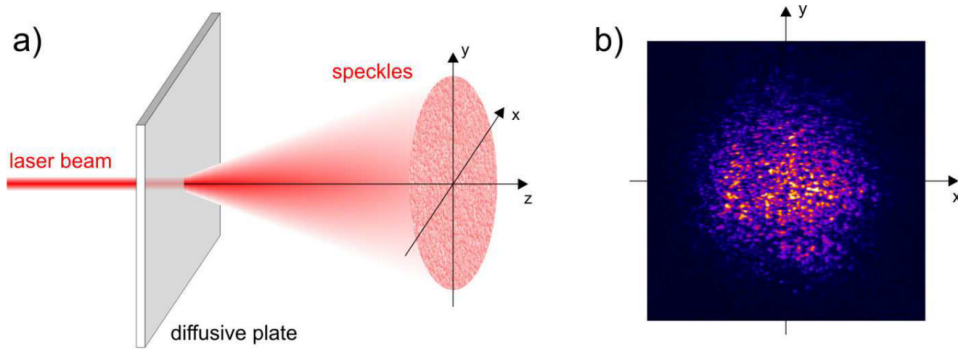 a)
laser beam
diffusive plate
speckles
y
x
z
b)
y
x